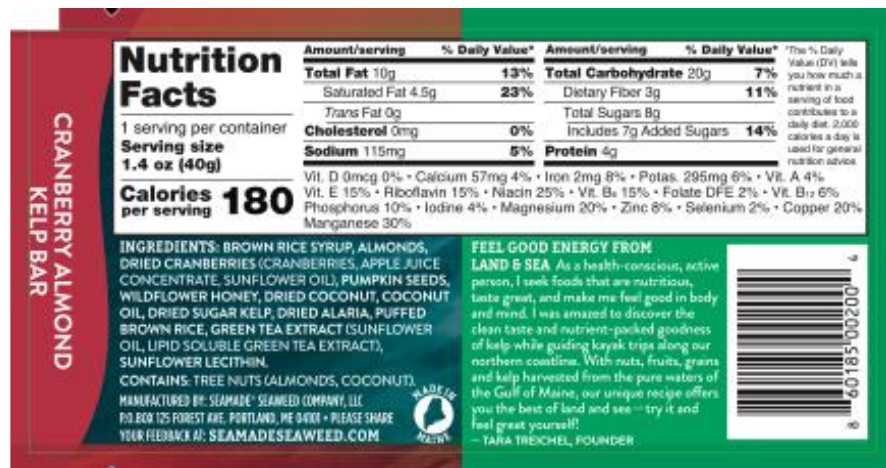 CRANBERRY ALMOND
KELP BAR
Nutrition
Facts
1 serving per container
Serving size
1.4 oz (40g)
Calories
per serving 180
Amount/serving % Daily Value*
Total Fat 10g 13%
Saturated Fat 4.5g 23%
Trans Fat 0g
Cholesterol 0mg 0%
Sodium 115mg 5%
Amount/serving % Daily Value*
Total Carbohydrate 20g 7%
Dietary Fiber 3g 11%
Total Sugars 8g
Includes 7g Added Sugars 14%
Protein 4g
*The % Daily
Value (DV) tells
you how much a
nutrient in a
serving of food
contributes to a
daily diet. 2,000
calories a day is
used for general
nutrition advice.
Vit. D 0mcg 0% • Calcium 57mg 4% • Iron 2mg 8% • Potas. 295mg 6% • Vit. A 4%
Vit. E 15% • Riboflavin 15% • Niacin 25% • Vit. B₆ 15% • Folate DFE 2% • Vit. B₁₂ 6%
Phosphorus 10% • Iodine 4% • Magnesium 20% • Zinc 8% • Selenium 2% • Copper 20%
Manganese 30%
INGREDIENTS: BROWN RICE SYRUP, ALMONDS,
DRIED CRANBERRIES (CRANBERRIES, APPLE JUICE
CONCENTRATE, SUNFLOWER OIL), PUMPKIN SEEDS,
WILDFLOWER HONEY, DRIED COCONUT, COCONUT
OIL, DRIED SUGAR KELP, DRIED ALARIA, PUFFED
BROWN RICE, GREEN TEA EXTRACT (SUNFLOWER
OIL, LIPID SOLUBLE GREEN TEA EXTRACT),
SUNFLOWER LECITHIN.
CONTAINS: TREE NUTS (ALMONDS, COCONUT).
MANUFACTURED BY: SEAMADE® SEAWEED COMPANY, LLC
P.O.BOX 125 FOREST AVE, PORTLAND, ME 04101 • PLEASE SHARE
YOUR FEEDBACK AT: SEAMADESEAWEED.COM
MADE IN
MAINE
FEEL GOOD ENERGY FROM
LAND & SEA As a health-conscious, active
person, I seek foods that are nutritious,
taste great, and make me feel good in body
and mind. I was amazed to discover the
clean taste and nutrient-packed goodness
of kelp while guiding kayak trips along our
northern coastline. With nuts, fruits, grains
and kelp harvested from the pure waters of
the Gulf of Maine, our unique recipe offers
you the best of land and see—try it and
feel great yourself!
— TARA TREICHEL, FOUNDER
8 60185 00200 4